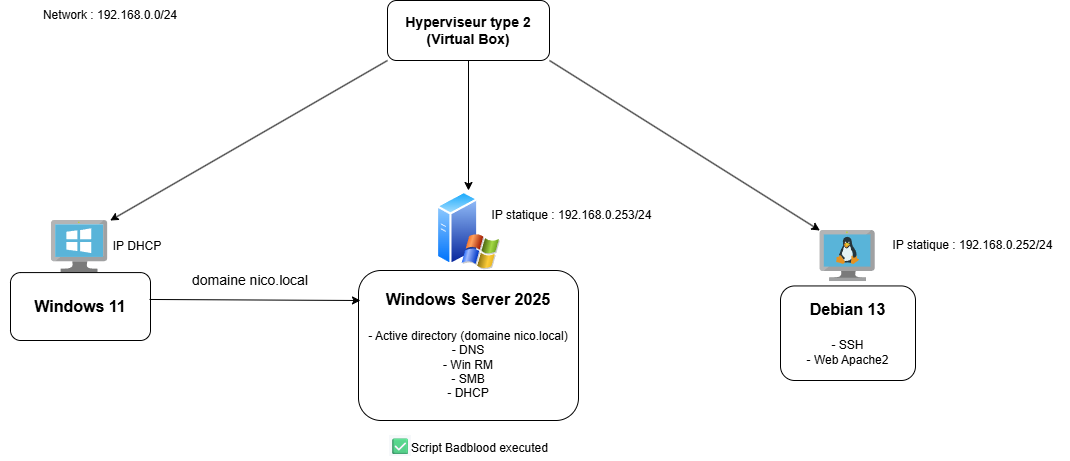 Network : 192.168.0.0/24
Hyperviseur type 2
(Virtual Box)
IP statique : 192.168.0.253/24
IP DHCP
IP statique : 192.168.0.252/24
domaine nico.local
Windows 11
Windows Server 2025
- Active directory (domaine nico.local)
- DNS
- Win RM
- SMB
- DHCP
Debian 13
- SSH
- Web Apache2
Script Badblood executed